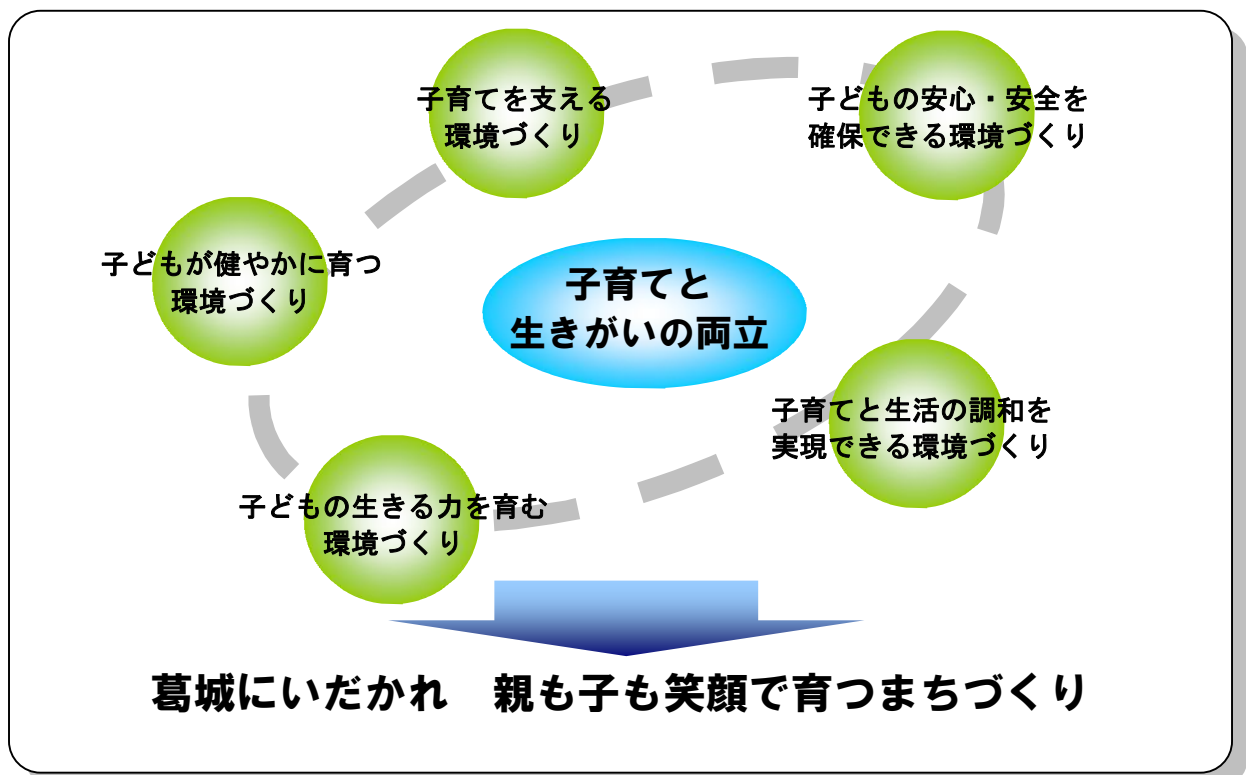 子育てを支える
環境づくり
子どもの安心・安全を
確保できる環境づくり
子どもが健やかに育つ
環境づくり
子育てと
生きがいの両立
子育てと生活の調和を
実現できる環境づくり
子どもの生きる力を育む
環境づくり
葛城にいだかれ　親も子も笑顔で育つまちづくり